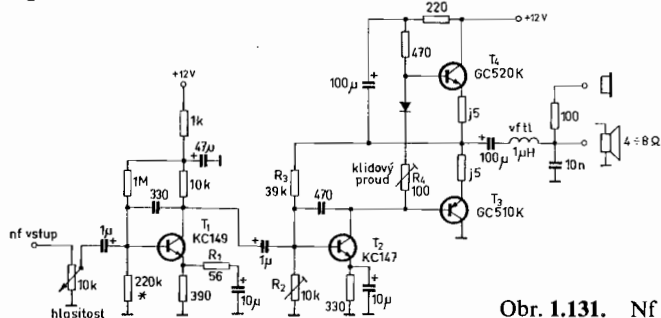 220
+12V
470
T4
GC520K
100µ
+
j5
+12V
1k
47µ
+
vf tl
100
+
100µ
1µH
10n
4÷8Ω
klidový
proud
R4
100
j5
R3
39k
470
T3
GC510K
1M
330
10k
T1
KC149
T2
KC147
nf vstup
1µ
+
R1
56
+
1µ
10k
hlasitost
220k
*
390
+
10µ
R2
10k
330
+
10µ
Obr. 1.131. Nf